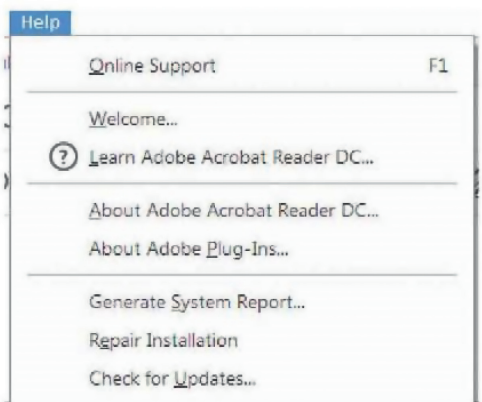 Help
Online Support F1
Welcome...
Learn Adobe Acrobat Reader DC...
About Adobe Acrobat Reader DC...
About Adobe Plug-Ins...
Generate System Report...
Repair Installation
Check for Updates...